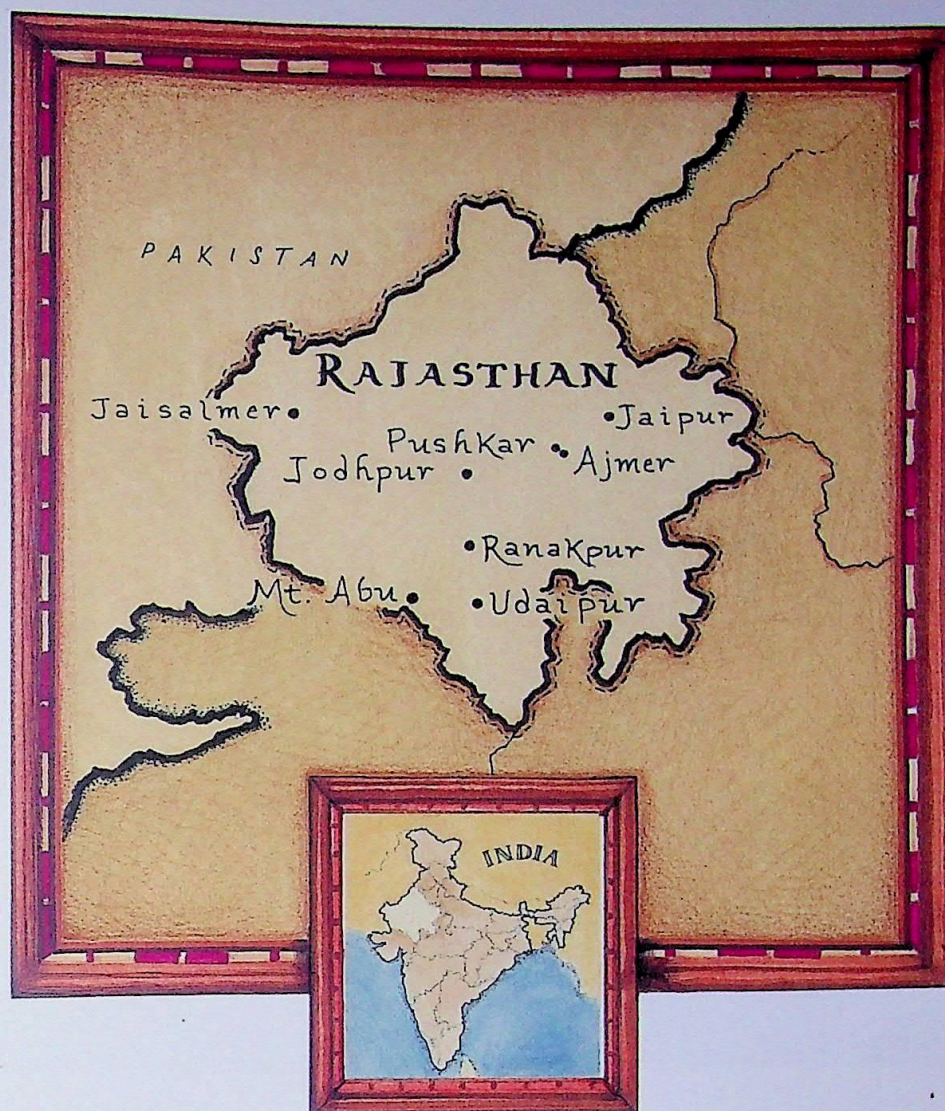 PAKISTAN
RAJASTHAN
Jaisalmer
Jaipur
Pushkar
Ajmer
Jodhpur
Ranakpur
Mt. Abu
Udaipur
INDIA